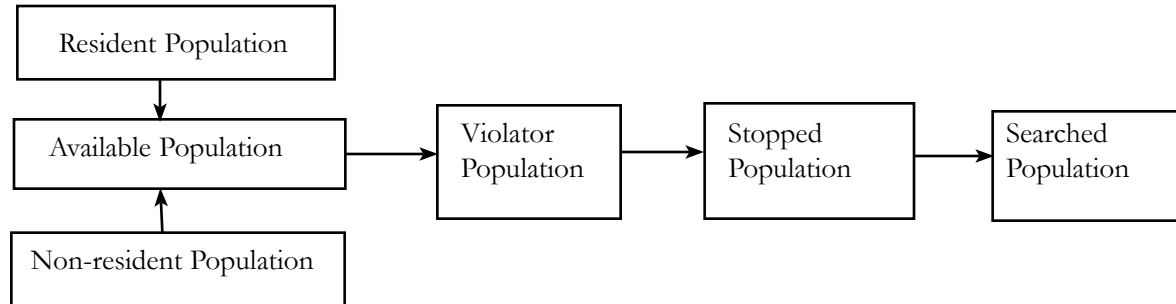 Resident Population
Available Population
Non-resident Population
Violator
Population
Stopped
Population
Searched
Population